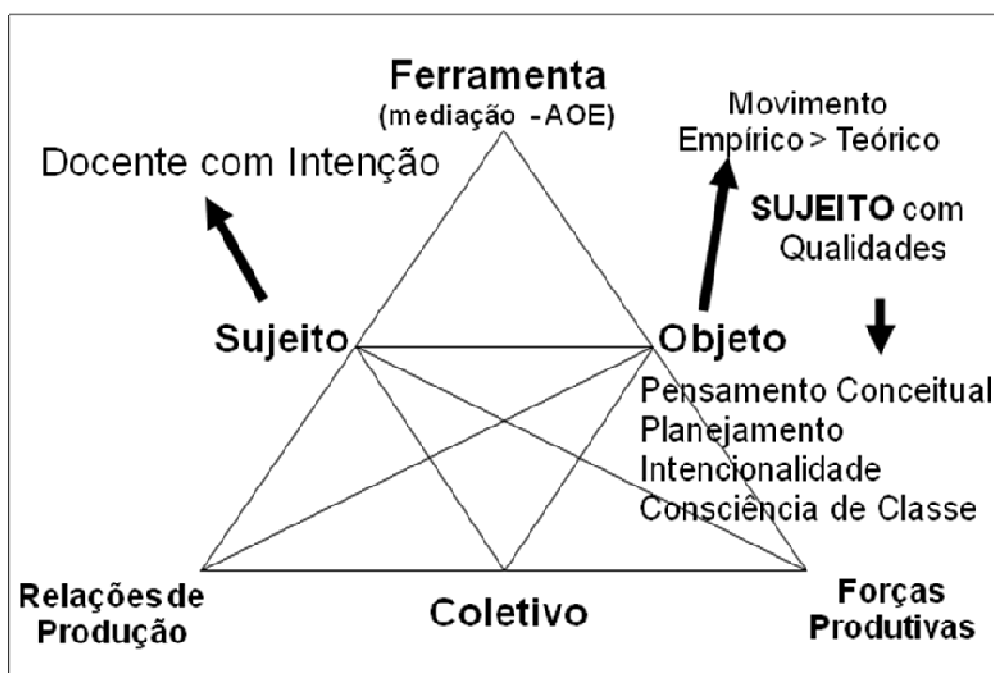 Ferramenta
(mediação -AOE)
Docente com Intenção
Movimento
Empírico > Teórico
SUJEITO com
Qualidades
Sujeito
Objeto
Pensamento Conceitual
Planejamento
Intencionalidade
Consciência de Classe
Relações de
Produção
Coletivo
Forças
Produtivas